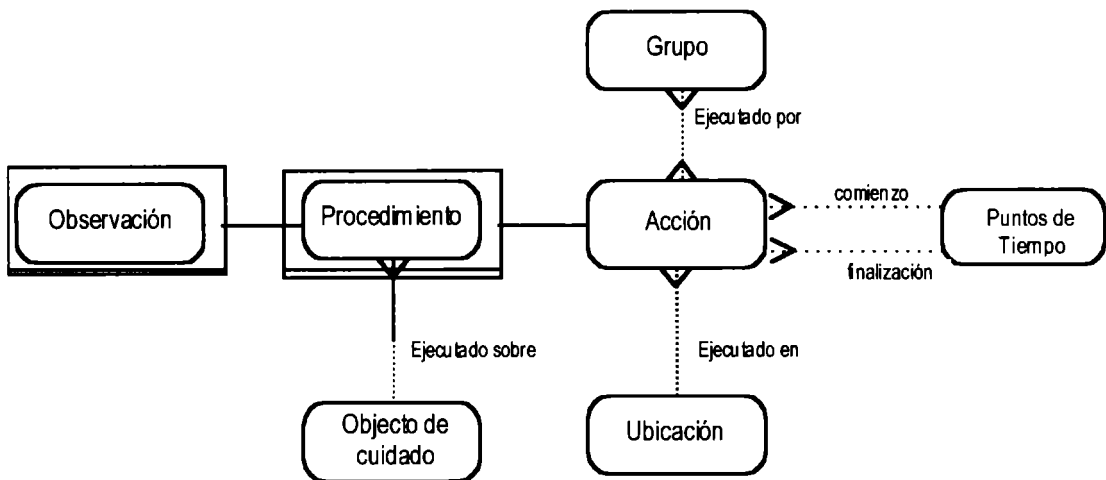 Grupo
Ejecutado por
Observación
Procedimiento
Acción
comienzo
finalización
Puntos de
Tiempo
Ejecutado sobre
Ejecutado en
Objecto de
cuidado
Ubicación